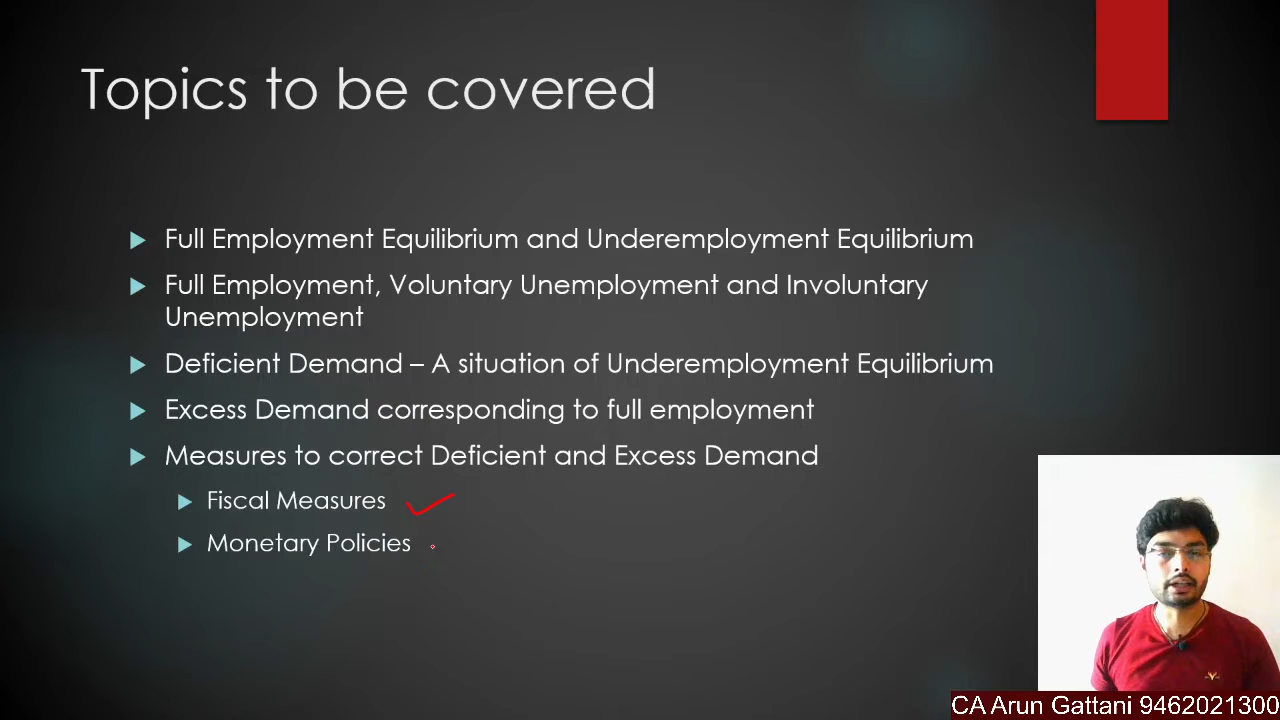 Topics to be covered
Full Employment Equilibrium and Underemployment Equilibrium
Full Employment, Voluntary Unemployment and Involuntary
Unemployment
Deficient Demand – A situation of Underemployment Equilibrium
Excess Demand corresponding to full employment
Measures to correct Deficient and Excess Demand
Fiscal Measures
Monetary Policies
CA Arun Gattani 9462021300